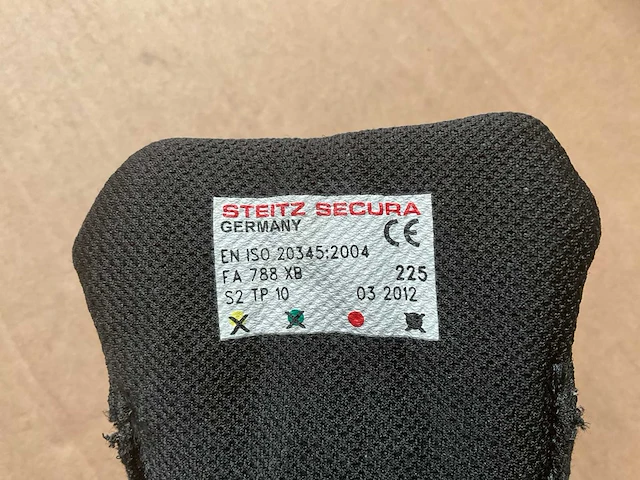 STEITZ SECURA
GERMANY CE
EN ISO 20345:2004
FA 788 XB 225
S2 TP 10 03 2012